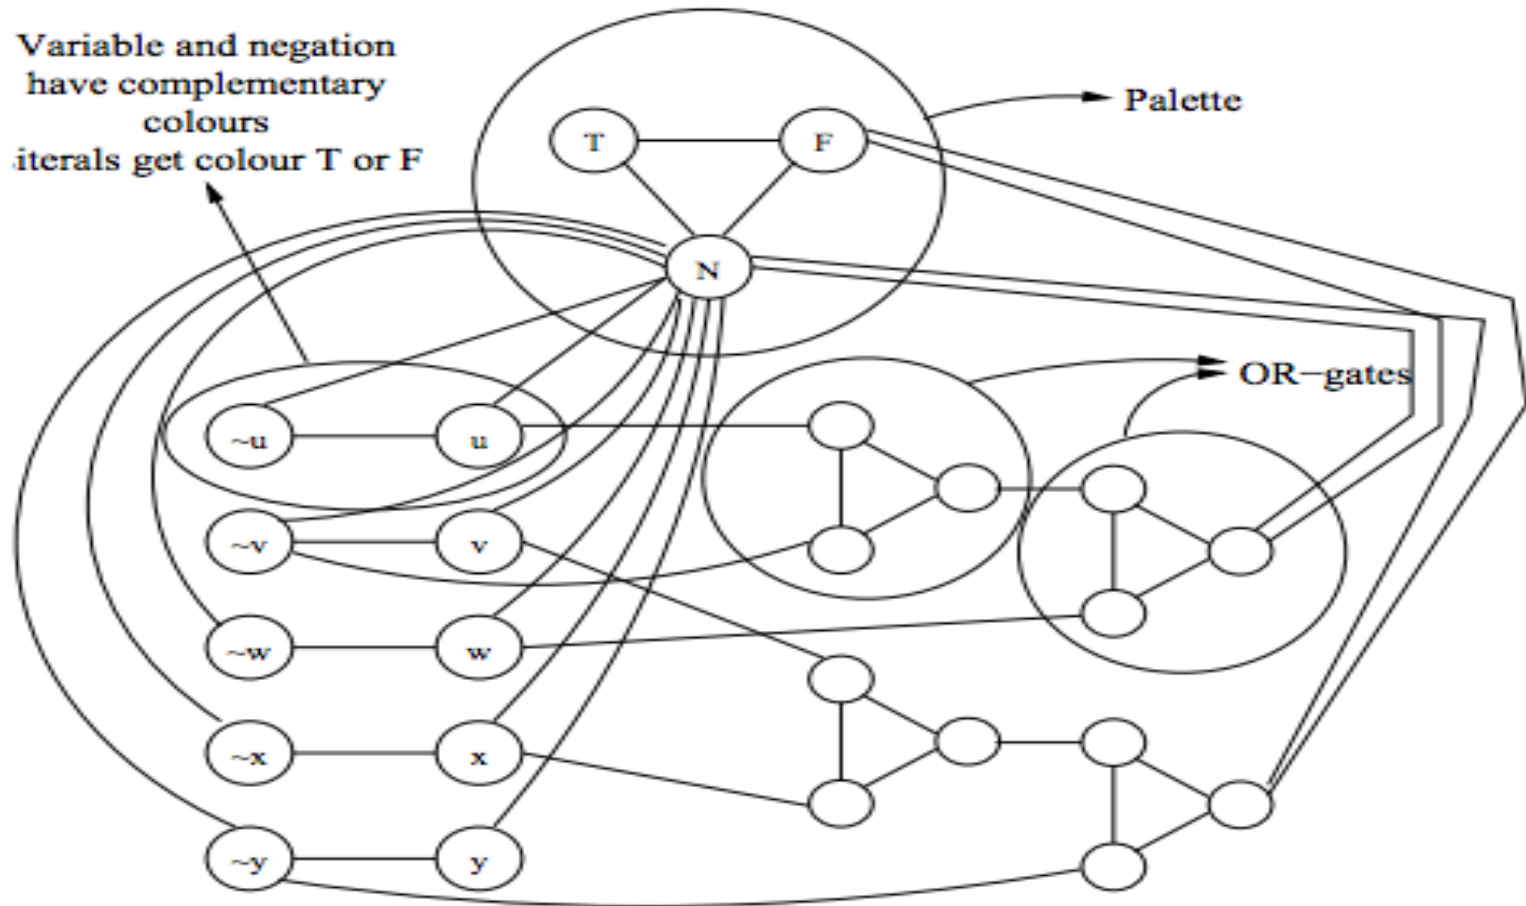 Variable and negation
have complementary
colours
iterals get colour T or F
Palette
T
F
N
OR−gates
~u
u
~v
v
~w
w
~x
x
~y
y